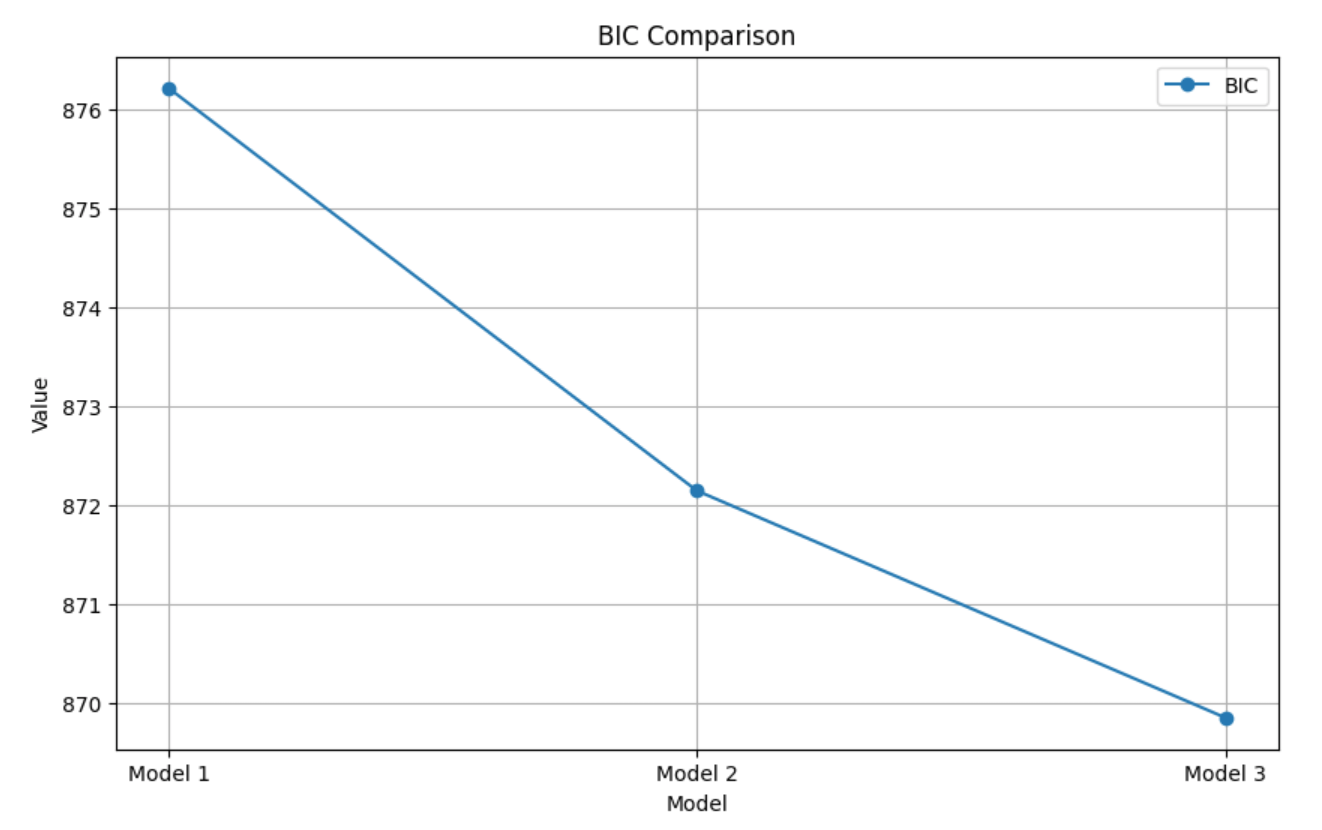 BIC Comparison
BIC
876
875
874
873
872
871
870
Value
Model 1
Model 2
Model 3
Model